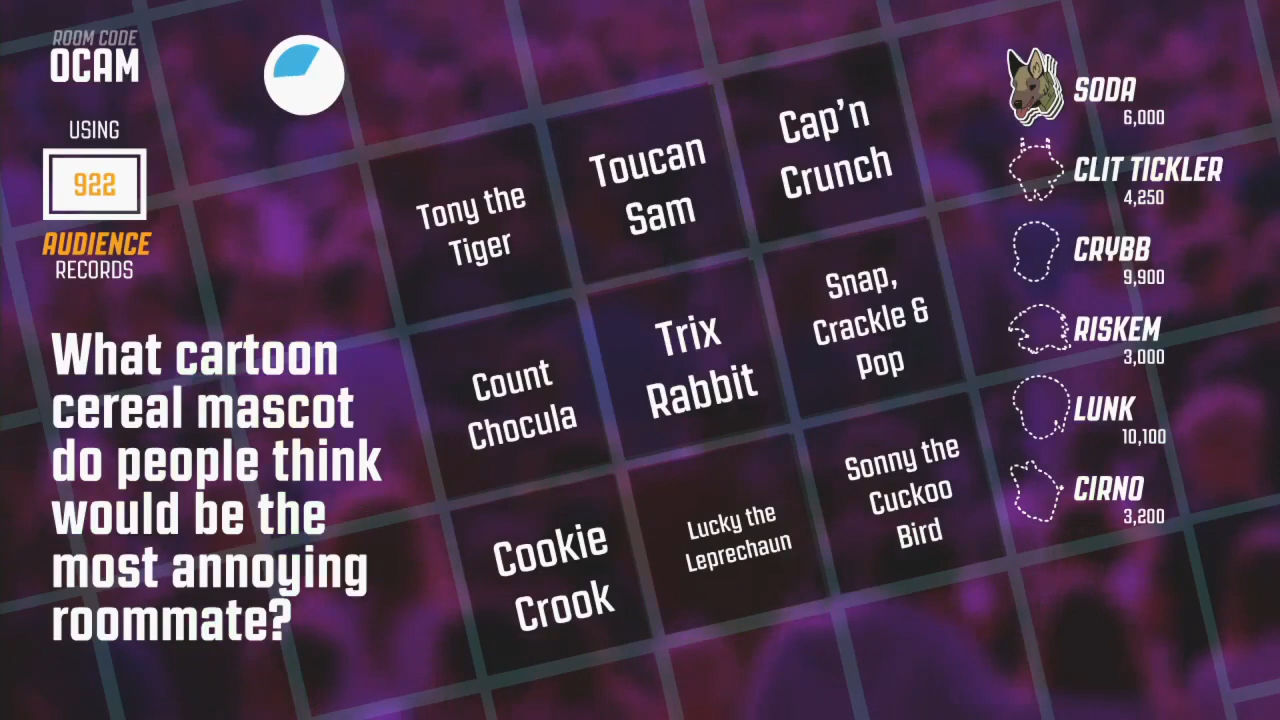 ROOM CODE
OCAM
USING
922
AUDIENCE
RECORDS
What cartoon
cereal mascot
do people think
would be the
most annoying
roommate?
Tony the
Tiger
Toucan
Sam
Cap'n
Crunch
Count
Chocula
Trix
Rabbit
Snap,
Crackle &
Pop
Cookie
Crook
Lucky the
Leprechaun
Sonny the
Cuckoo
Bird
SODA
6,000
CLIT TICKLER
4,250
CRYBB
9,900
RISKEM
3,000
LUNK
10,100
CIRNO
3,200